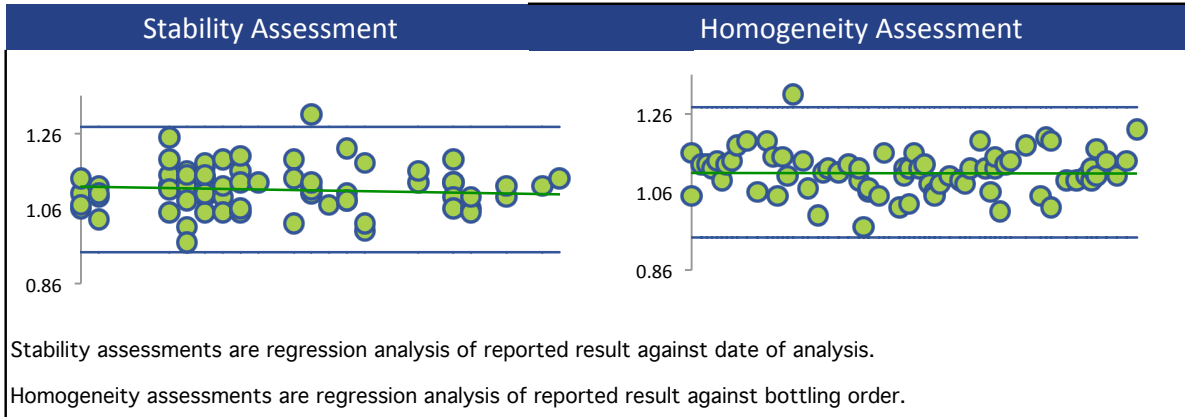 Stability Assessment
Homogeneity Assessment
1.26
1.06
0.86
1.26
1.06
0.86
Stability assessments are regression analysis of reported result against date of analysis.
Homogeneity assessments are regression analysis of reported result against bottling order.